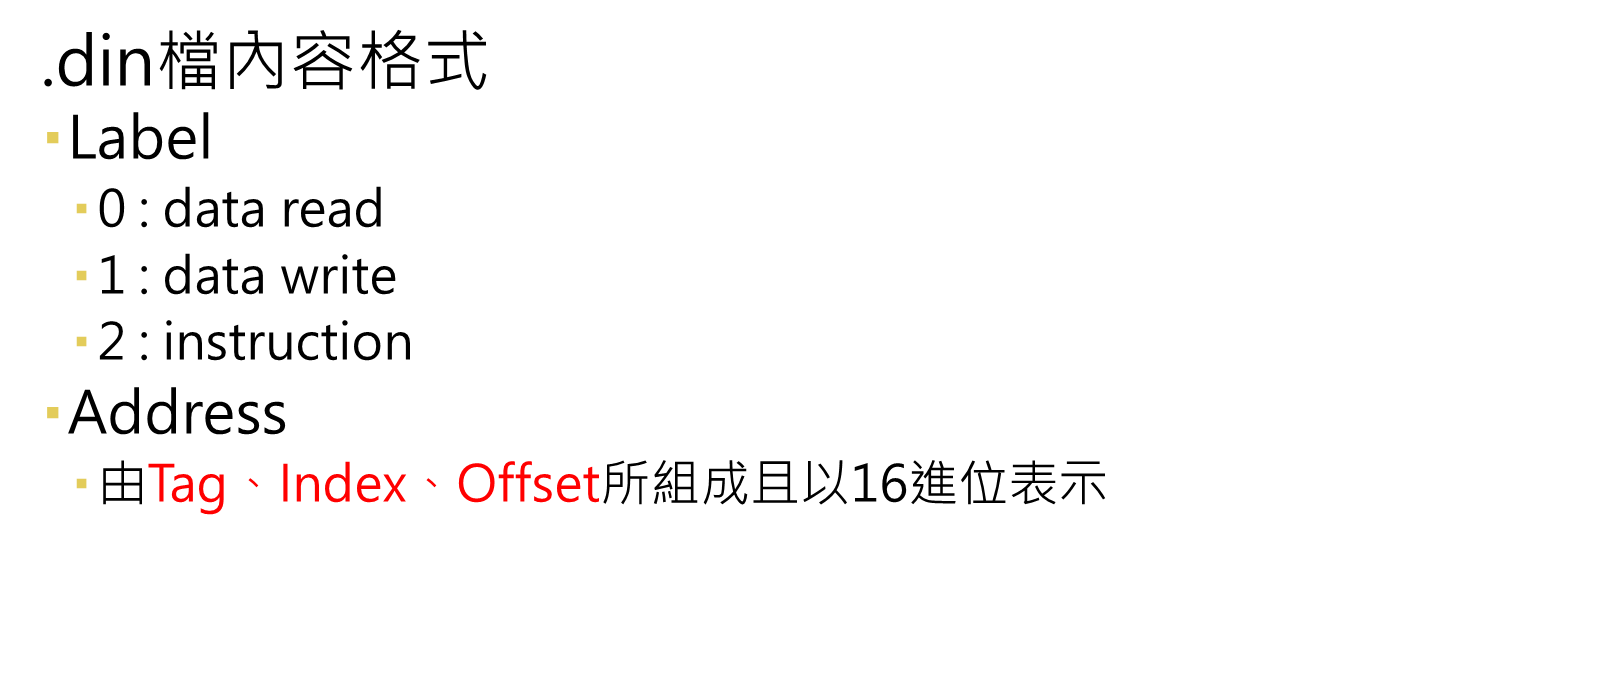 .din檔內容格式
▪Label
▪0 : data read
▪1 : data write
▪2 : instruction
▪Address
▪由Tag、Index、Offset所組成且以16進位表示